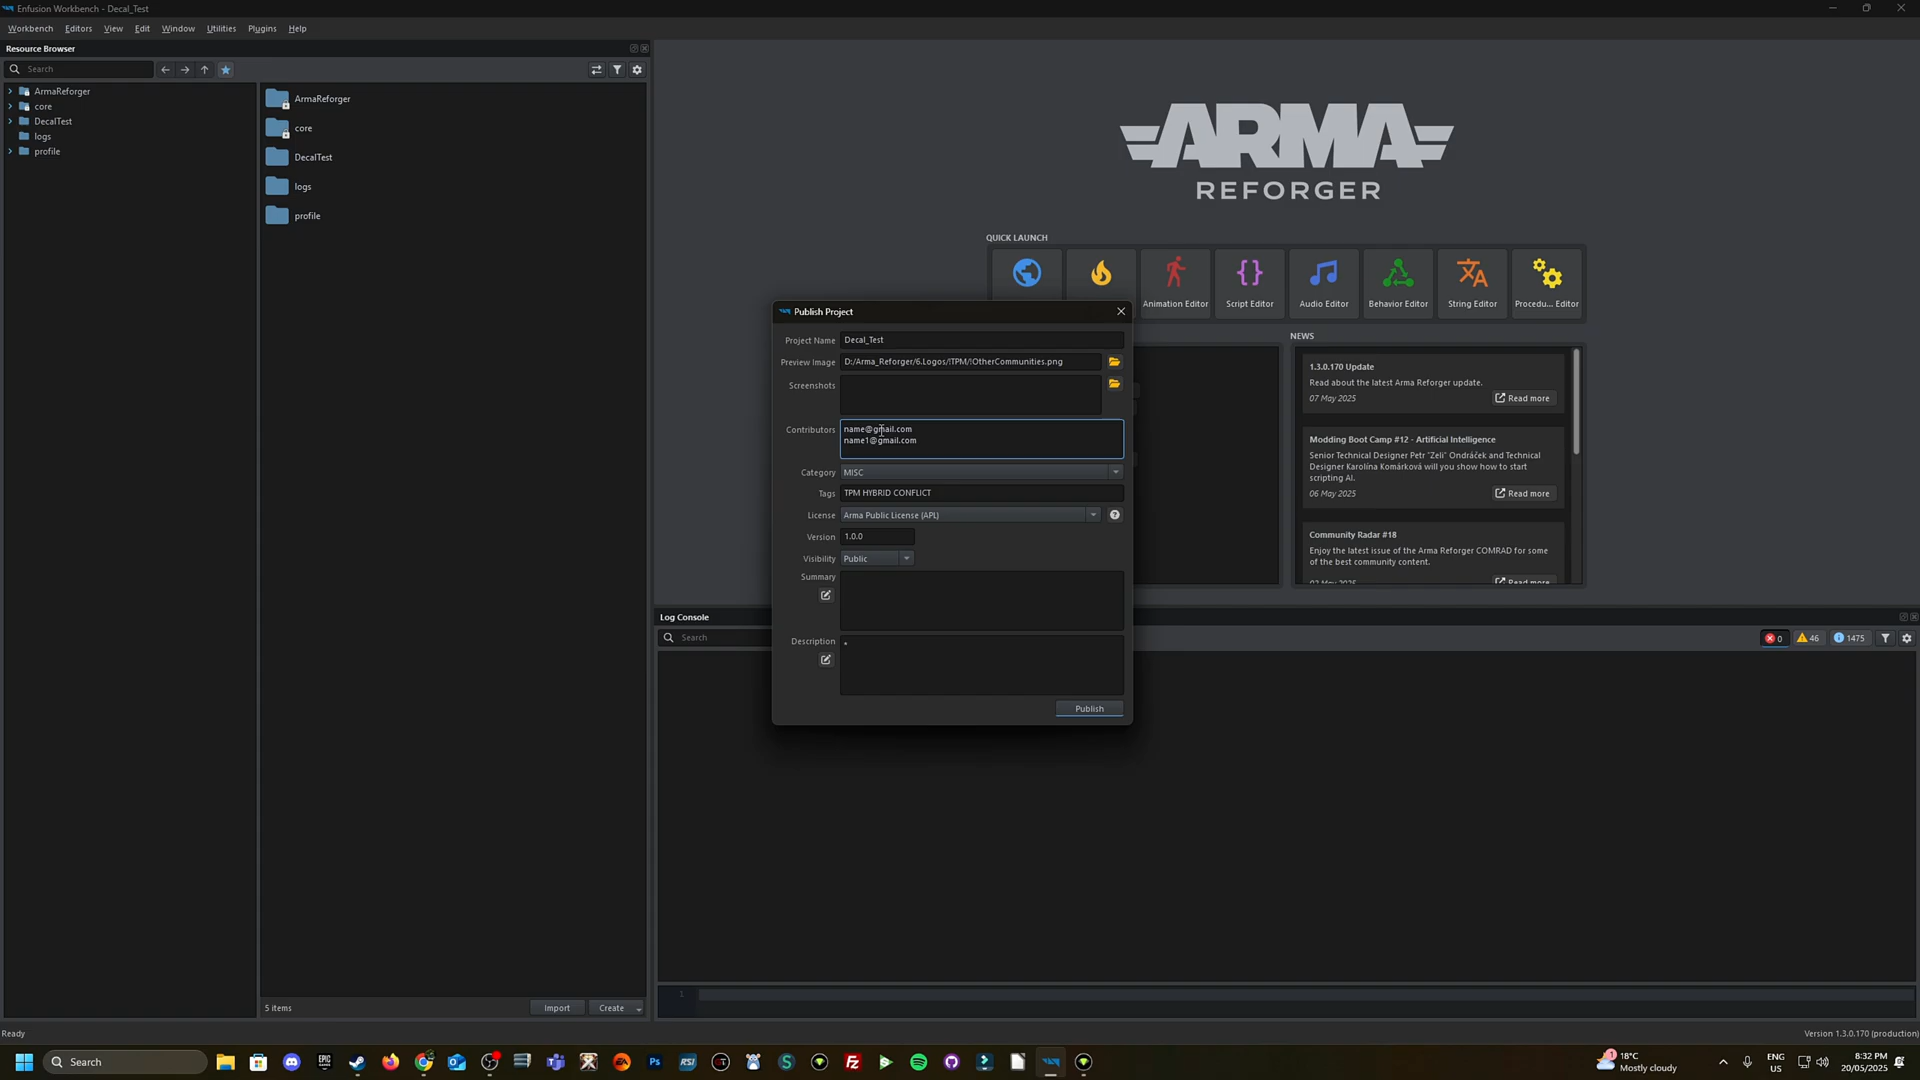 Enfusion Workbench - Decal_Test
Workbench Editors View Edit Window Utilities Plugins Help
Resource Browser
Search
ArmaReforger
core
DecalTest
logs
profile
ArmaReforger
core
DecalTest
logs
profile
5 items
Import
Create
ARMA
REFORGER
QUICK LAUNCH
Animation Editor
Script Editor
Audio Editor
Behavior Editor
String Editor
Procedu... Editor
NEWS
1.3.0.170 Update
Read about the latest Arma Reforger update.
07 May 2025
Read more
Modding Boot Camp #12 - Artificial Intelligence
Senior Technical Designer Petr "Zeli" Ondráček and Technical
Designer Karolína Komárková will you show how to start
scripting AI.
06 May 2025
Read more
Community Radar #18
Enjoy the latest issue of the Arma Reforger COMRAD for some
of the best community content.
02 May 2025
Read more
Publish Project
Project Name
Decal_Test
Preview Image
D:/Arma_Reforger/6.Logos/!TPM/!OtherCommunities.png
Screenshots
Contributors
name@gmail.com
name1@gmail.com
Category
MISC
Tags
TPM HYBRID CONFLICT
License
Arma Public License (APL)
Version
1.0.0
Visibility
Public
Summary
Description
Publish
Log Console
Search
0
46
1475
1
Ready
Version 1.3.0.170 (production)
Search
1
18°C
Mostly cloudy
ENG
US
8:32 PM
20/05/2025